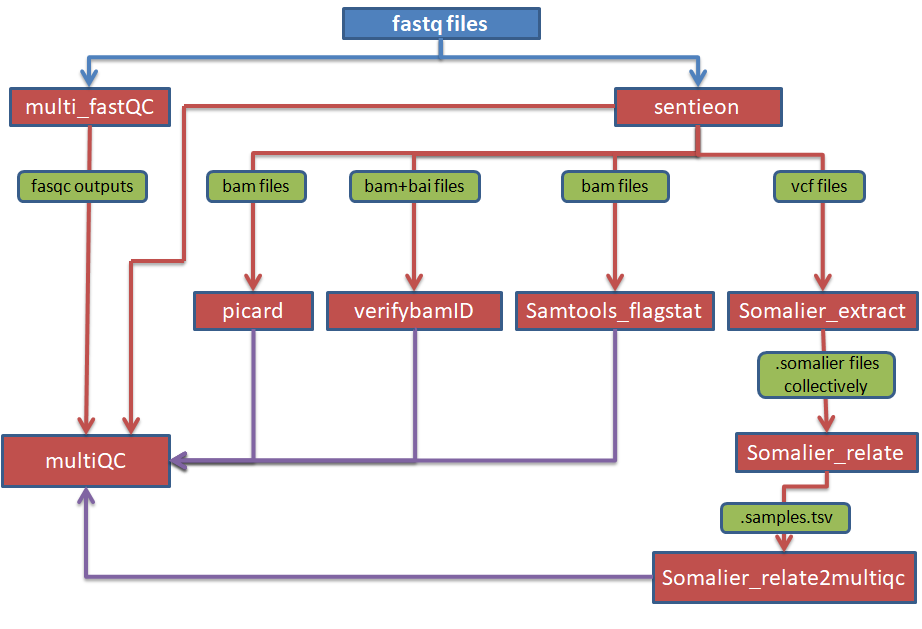 fastq files
multi_fastQC
sentieon
fasqc outputs
bam files
bam+bai files
bam files
vcf files
picard
verifybamID
Samtools_flagstat
Somalier_extract
.somalier files
collectively
multiQC
Somalier_relate
.samples.tsv
Somalier_relate2multiqc